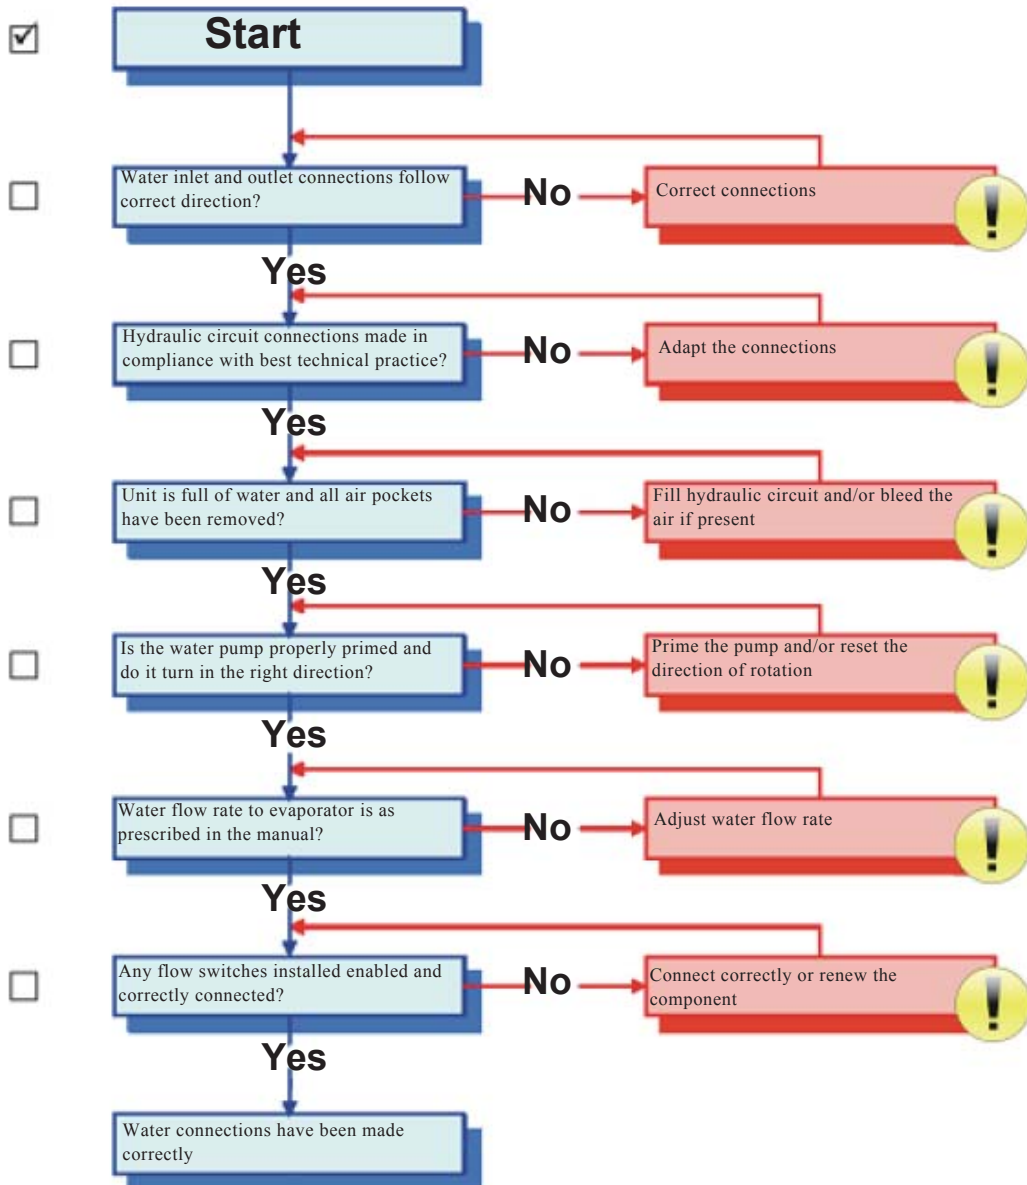 Start
Water inlet and outlet connections follow
correct direction?
No
Correct connections
Yes
Hydraulic circuit connections made in
compliance with best technical practice?
No
Adapt the connections
Yes
Unit is full of water and all air pockets
have been removed?
No
Fill hydraulic circuit and/or bleed the
air if present
Yes
Is the water pump properly primed and
do it turn in the right direction?
No
Prime the pump and/or reset the
direction of rotation
Yes
Water flow rate to evaporator is as
prescribed in the manual?
No
Adjust water flow rate
Yes
Any flow switches installed enabled and
correctly connected?
No
Connect correctly or renew the
component
Yes
Water connections have been made
correctly